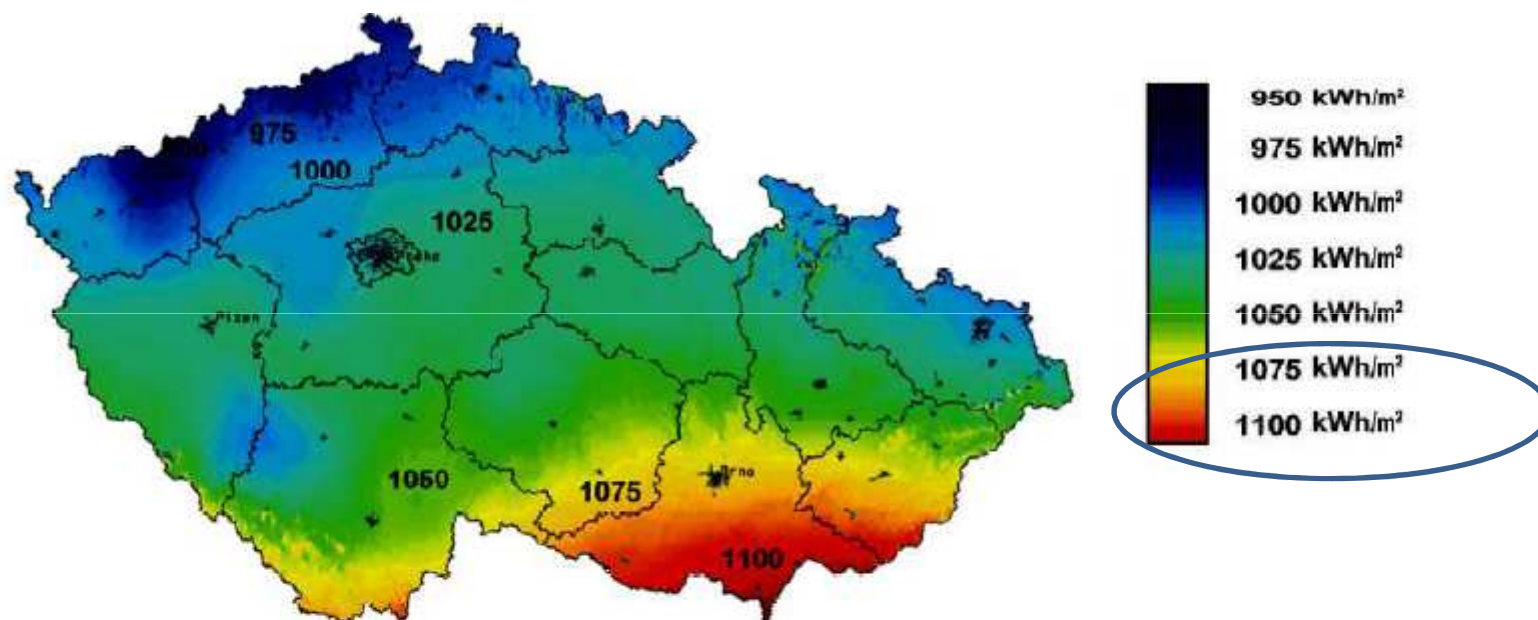 975
1000
1025
Praha
Plzen
1050
1075
Brno
1100
950 kWh/m²
975 kWh/m²
1000 kWh/m²
1025 kWh/m²
1050 kWh/m²
1075 kWh/m²
1100 kWh/m²